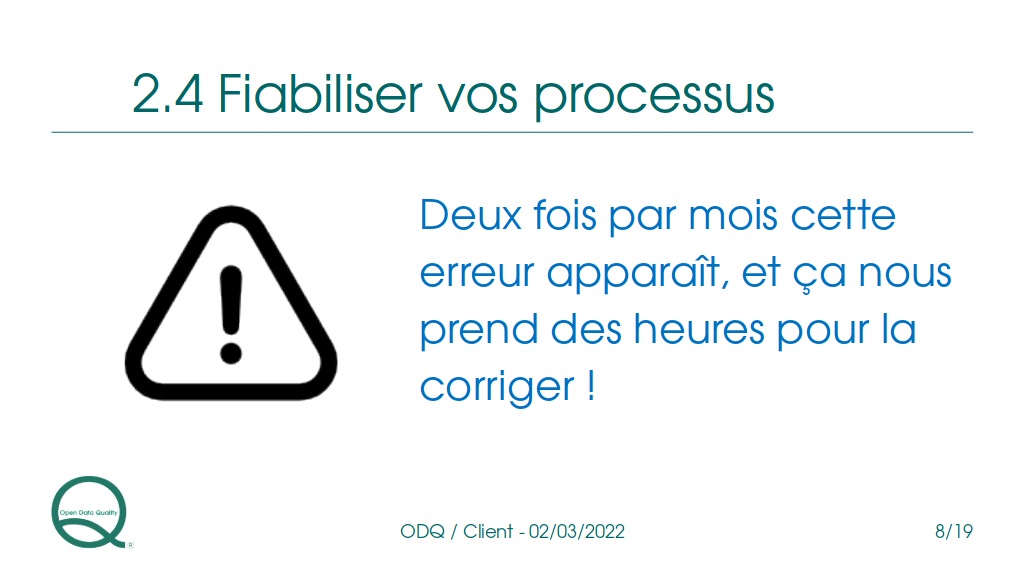 2.4 Fiabiliser vos processus
Deux fois par mois cette
erreur apparaît, et ça nous
prend des heures pour la
corriger !
Open Data Quality
®
ODQ / Client - 02/03/2022
8/19